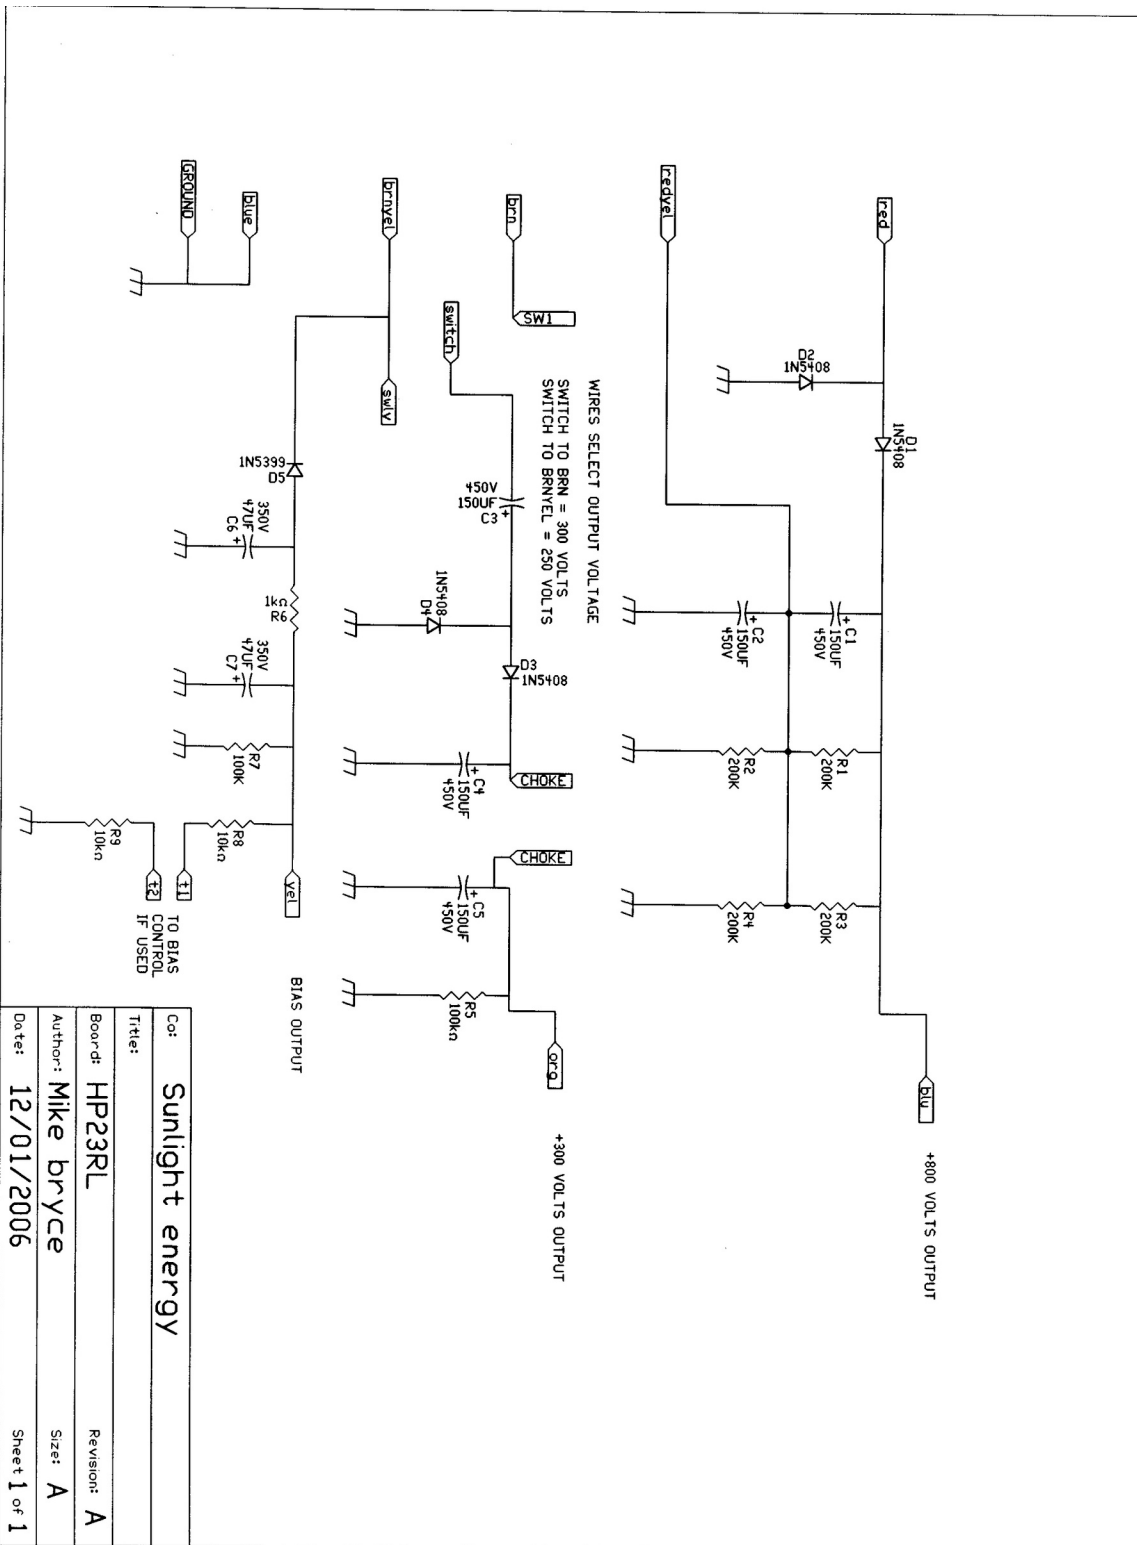 red
D2
1N5408
D1
1N5408
+ C1
150UF
450V
R1
200K
R3
200K
blu
+800 VOLTS OUTPUT
redyel
+ C2
150UF
450V
R2
200K
R4
200K
WIRES SELECT OUTPUT VOLTAGE
SWITCH TO BRN = 300 VOLTS
SWITCH TO BRNYEL = 250 VOLTS
brn
SW1
switch
450V
150UF
C3 +
D3
1N5408
1N5408
D4
CHOKE
+ C4
150UF
450V
CHOKE
+ C5
150UF
450V
R5
100kΩ
org
+300 VOLTS OUTPUT
brnyel
swlv
1N5399
D5
350V
47UF
C6 +
1kΩ
R6
350V
47UF
C7 +
R7
100K
R8
10kΩ
yel
BIAS OUTPUT
R9
10kΩ
t1
t2
TO BIAS
CONTROL
IF USED
blue
GROUND
Co: Sunlight energy
Title:
Board: HP23RL
Revision: A
Author: Mike bryce
Size: A
Date: 12/01/2006
Sheet 1 of 1